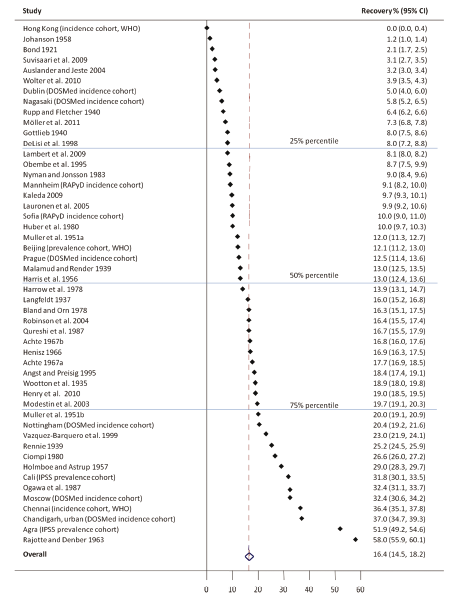 Study Recovery% (95% CI)
Hong Kong (incidence cohort, WHO) 0.0 (0.0, 0.4)
Johanson 1958 1.2 (1.0, 1.4)
Bond 1921 2.1 (1.7, 2.5)
Suvisaari et al. 2009 3.1 (2.7, 3.5)
Auslander and Jeste 2004 3.2 (3.0, 3.4)
Wolter et al. 2010 3.9 (3.5, 4.3)
Dublin (DOSMed incidence cohort) 5.0 (4.0, 6.0)
Nagasaki (DOSMed incidence cohort) 5.8 (5.2, 6.5)
Rupp and Fletcher 1940 6.4 (6.2, 6.6)
Möller et al. 2011 7.3 (6.8, 7.8)
Gottlieb 1940 8.0 (7.5, 8.6)
DeLisi et al. 1998 8.0 (7.2, 8.8)
25% percentile
Lambert et al. 2009 8.1 (8.0, 8.2)
Obembe et al. 1995 8.7 (7.5, 9.9)
Nyman and Jonsson 1983 9.0 (8.4, 9.6)
Mannheim (RAPyD incidence cohort) 9.1 (8.2, 10.0)
Kaleda 2009 9.7 (9.3, 10.1)
Lauronen et al. 2005 9.9 (9.2, 10.6)
Sofia (RAPyD incidence cohort) 10.0 (9.0, 11.0)
Huber et al. 1980 10.0 (9.7, 10.3)
Muller et al. 1951a 12.0 (11.3, 12.7)
Beijing (prevalence cohort, WHO) 12.1 (11.2, 13.0)
Prague (DOSMed incidence cohort) 12.5 (11.4, 13.6)
Malamud and Render 1939 13.0 (12.5, 13.5)
Harris et al. 1956 13.0 (12.4, 13.6)
50% percentile
Harrow et al. 1978 13.9 (13.1, 14.7)
Langfeldt 1937 16.0 (15.2, 16.8)
Bland and Orn 1978 16.3 (15.1, 17.5)
Robinson et al. 2004 16.4 (15.5, 17.4)
Qureshi et al. 1987 16.7 (15.5, 17.9)
Achte 1967b 16.8 (16.0, 17.6)
Henisz 1966 16.9 (16.3, 17.5)
Achte 1967a 17.7 (16.9, 18.5)
Angst and Preisig 1995 18.4 (17.4, 19.1)
Wootton et al. 1935 18.9 (18.0, 19.8)
Henry et al. 2010 19.0 (18.5, 19.5)
Modestin et al. 2003 19.7 (19.1, 20.3)
75% percentile
Muller et al. 1951b 20.0 (19.1, 20.9)
Nottingham (DOSMed incidence cohort) 20.4 (19.2, 21.6)
Vazquez-Barquero et al. 1999 23.0 (21.9, 24.1)
Rennie 1939 25.2 (24.5, 25.9)
Ciompi 1980 26.6 (26.0, 27.2)
Holmboe and Astrup 1957 29.0 (28.3, 29.7)
Cali (IPSS prevalence cohort) 31.8 (30.1, 33.5)
Ogawa et al. 1987 32.4 (31.1, 33.7)
Moscow (DOSMed incidence cohort) 32.4 (30.6, 34.2)
Chennai (incidence cohort, WHO) 36.4 (35.1, 37.8)
Chandigarh, urban (DOSMed incidence cohort) 37.0 (34.7, 39.3)
Agra (IPSS prevalence cohort) 51.9 (49.2, 54.6)
Rajotte and Denber 1963 58.0 (55.9, 60.1)
Overall 16.4 (14.5, 18.2)
0 10 20 30 40 50 60